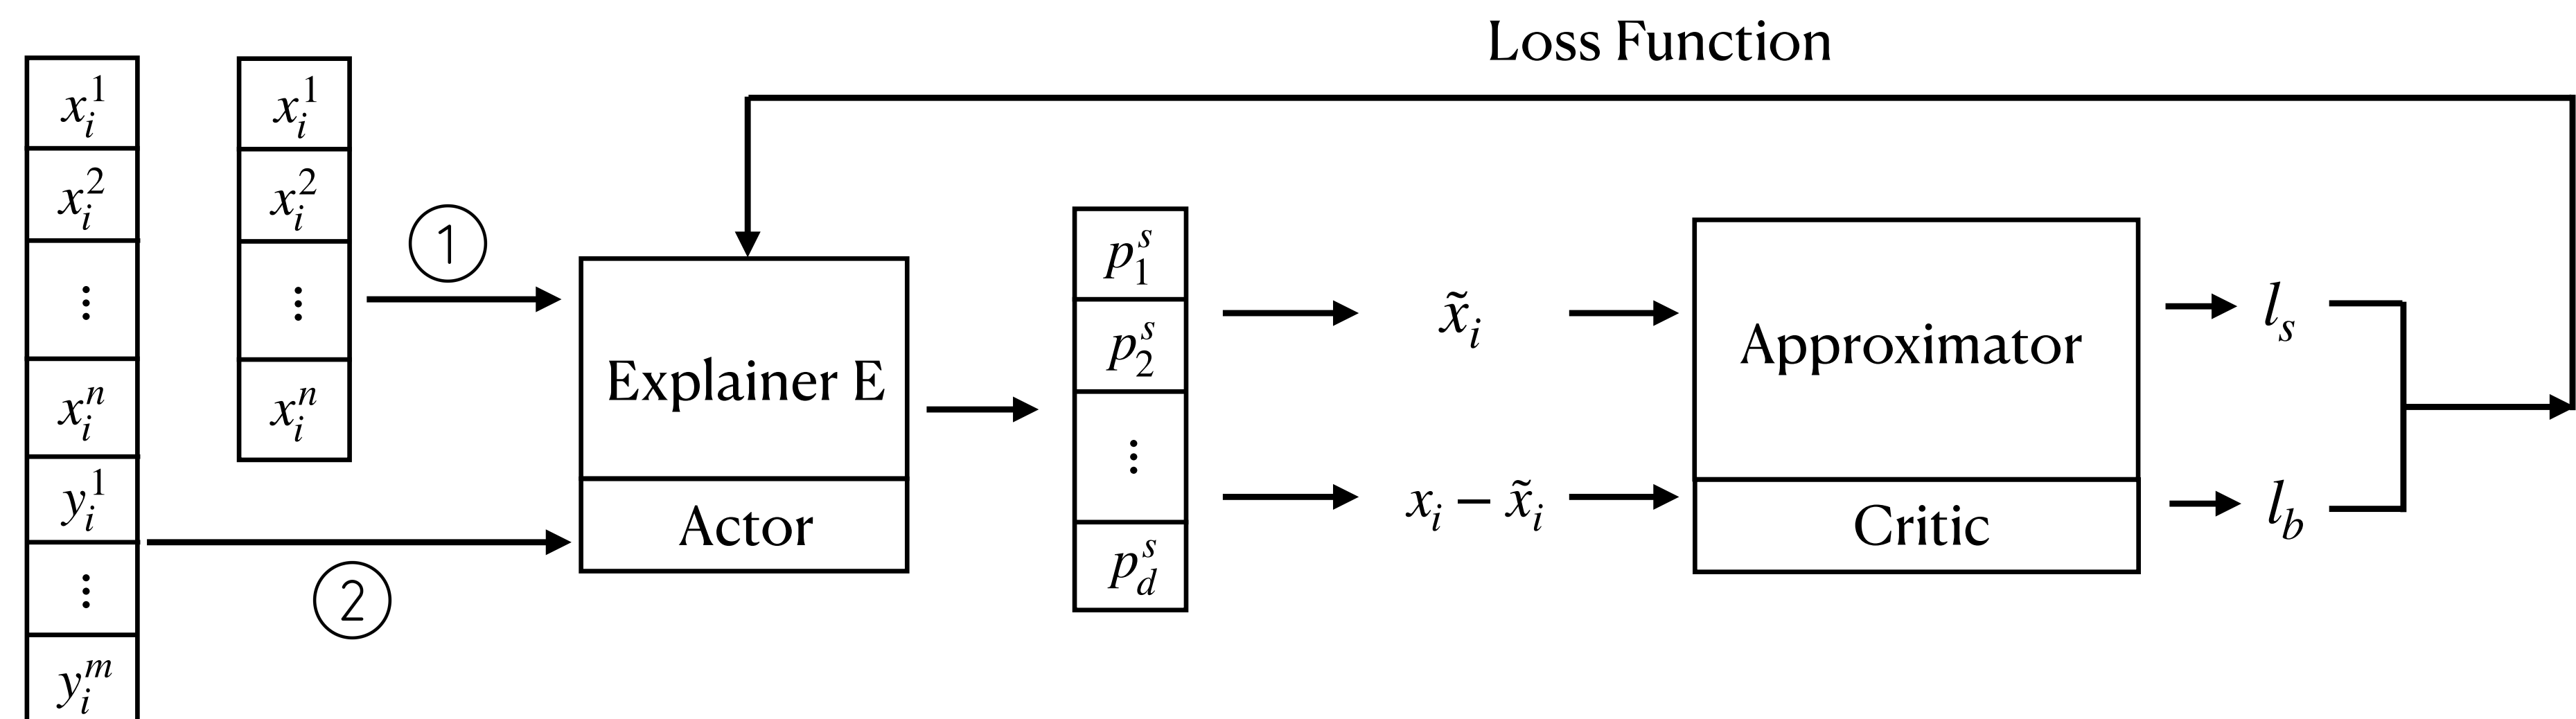 Loss Function
x_i^1
x_i^2
⋮
x_i^n
y_i^1
⋮
y_i^m
x_i^1
x_i^2
⋮
x_i^n
①
②
Explainer E
Actor
p_1^s
p_2^s
⋮
p_d^s
x̃_i
x_i − x̃_i
Approximator
Critic
l_s
l_b